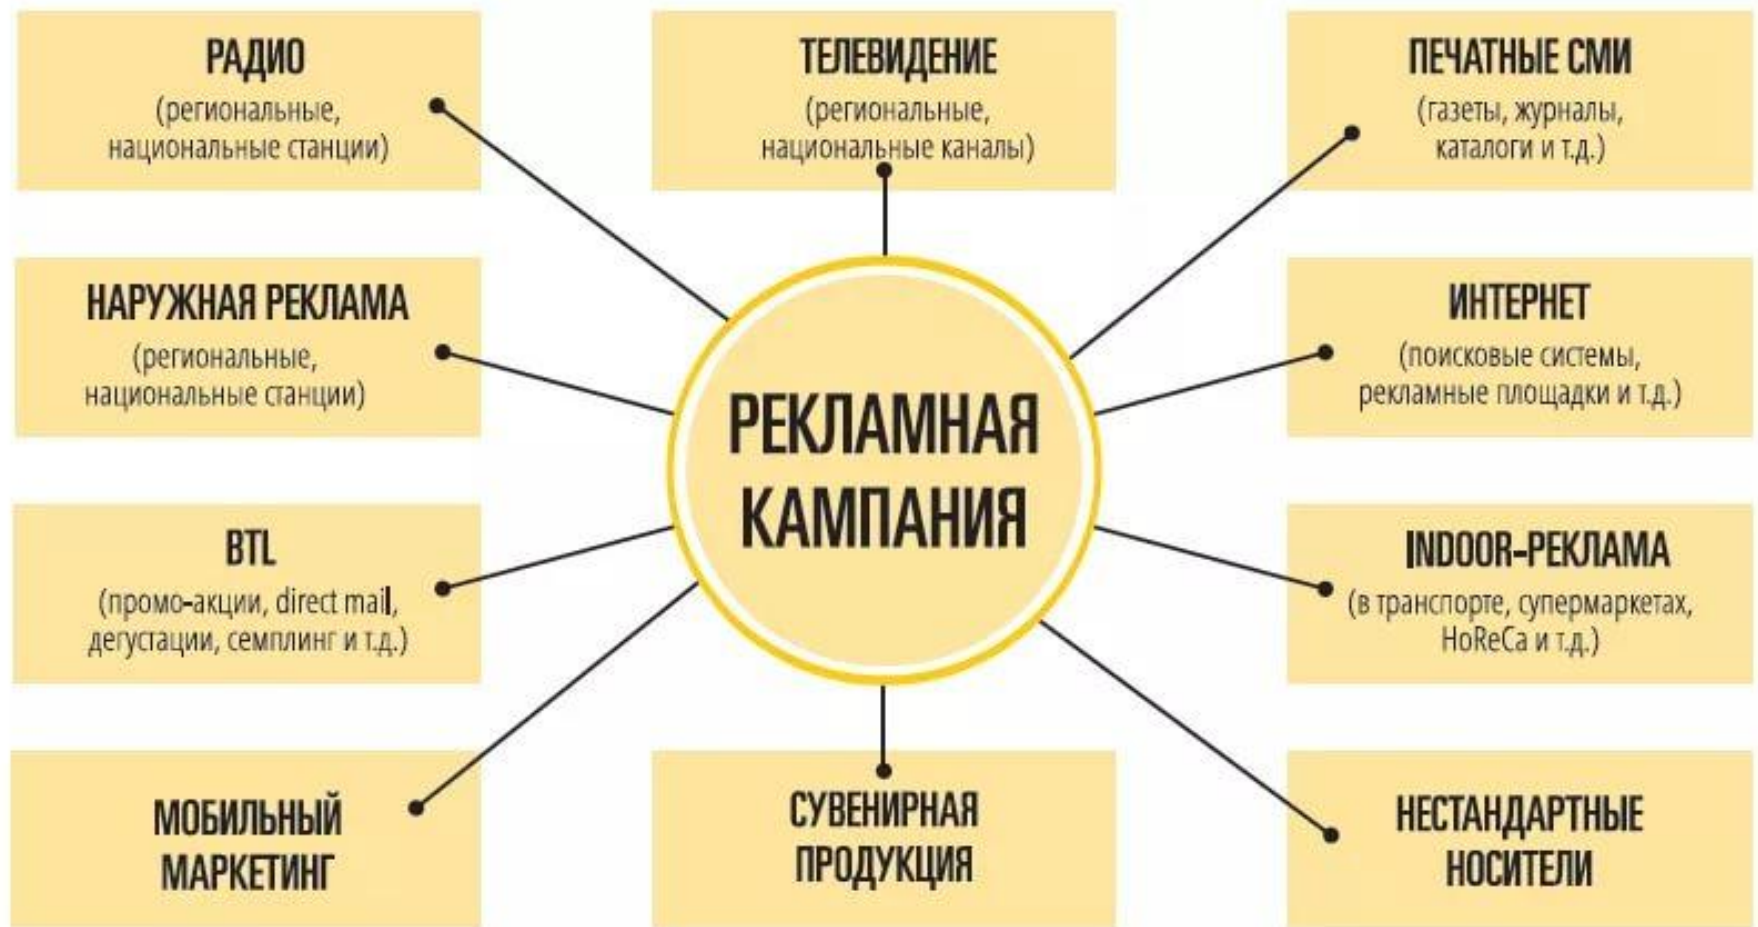 РАДИО
(региональные,
национальные станции)
ТЕЛЕВИДЕНИЕ
(региональные,
национальные каналы)
ПЕЧАТНЫЕ СМИ
(газеты, журналы,
каталоги и т.д.)
НАРУЖНАЯ РЕКЛАМА
(региональные,
национальные станции)
ИНТЕРНЕТ
(поисковые системы,
рекламные площадки и т.д.)
РЕКЛАМНАЯ
КАМПАНИЯ
BTL
(промо-акции, direct mail,
дегустации, семплинг и т.д.)
INDOOR-РЕКЛАМА
(в транспорте, супермаркетах,
HoReCa и т.д.)
МОБИЛЬНЫЙ
МАРКЕТИНГ
СУВЕНИРНАЯ
ПРОДУКЦИЯ
НЕСТАНДАРТНЫЕ
НОСИТЕЛИ